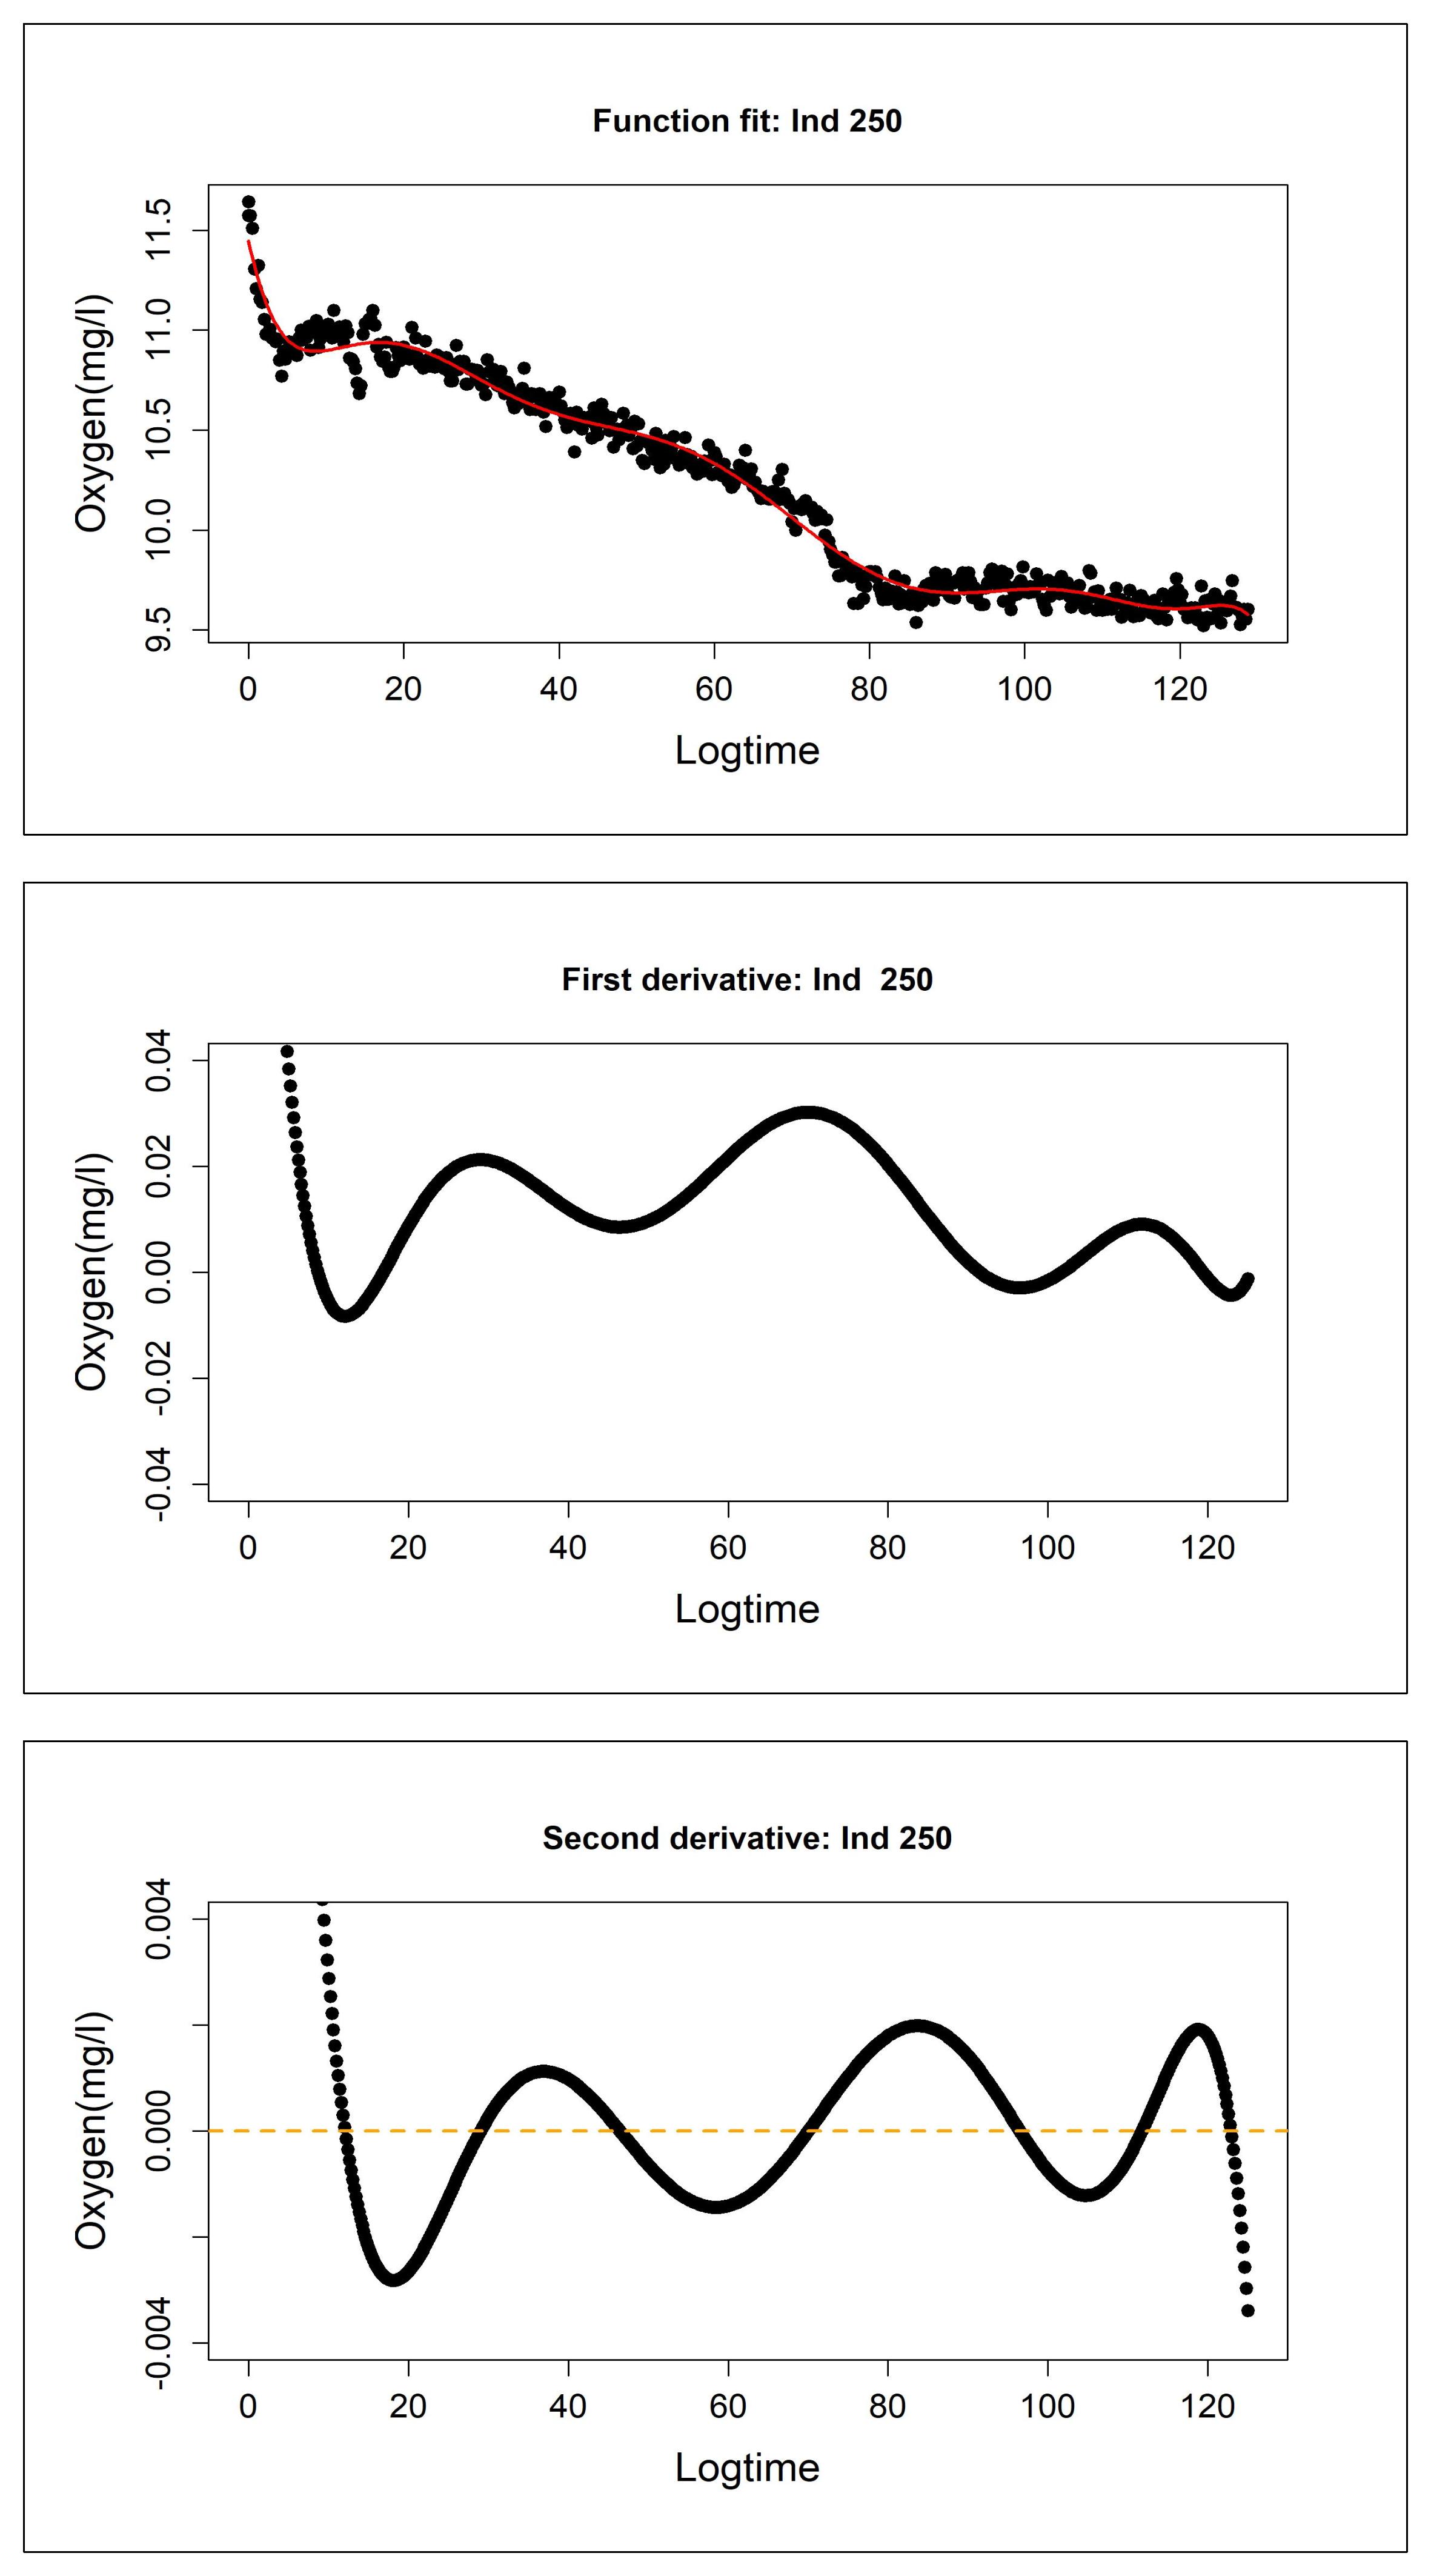 Function fit: Ind 250
Oxygen(mg/l)
11.5
11.0
10.5
10.0
9.5
0 20 40 60 80 100 120
Logtime
First derivative: Ind  250
Oxygen(mg/l)
0.04
0.02
0.00
-0.02
-0.04
0 20 40 60 80 100 120
Logtime
Second derivative: Ind 250
Oxygen(mg/l)
0.004
0.000
-0.004
0 20 40 60 80 100 120
Logtime